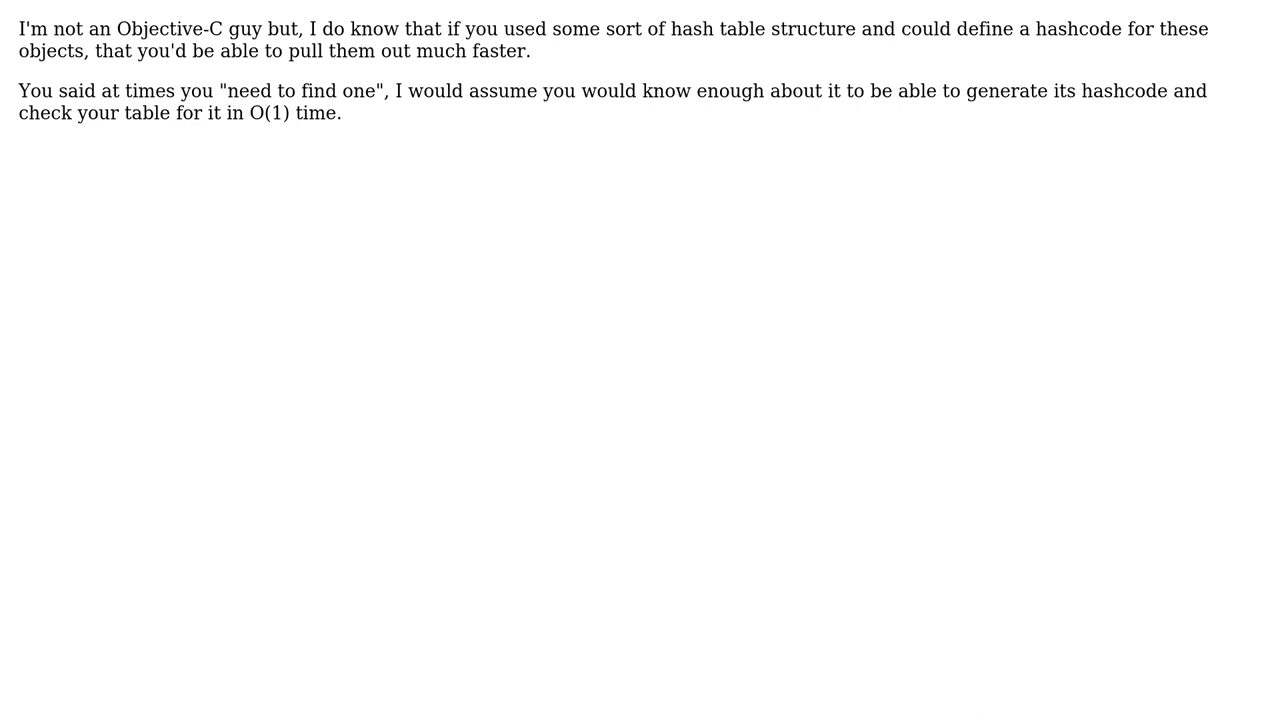 I'm not an Objective-C guy but, I do know that if you used some sort of hash table structure and could define a hashcode for these
objects, that you'd be able to pull them out much faster.
You said at times you "need to find one", I would assume you would know enough about it to be able to generate its hashcode and
check your table for it in O(1) time.